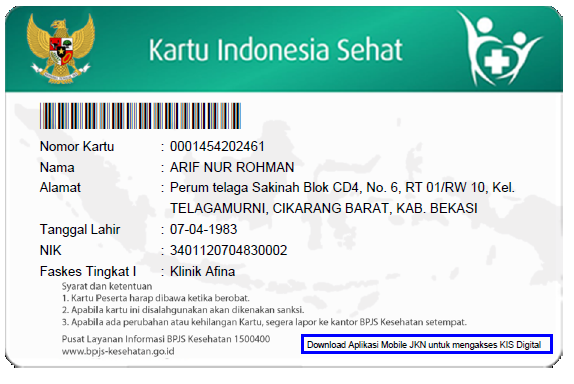 Kartu Indonesia Sehat
Nomor Kartu : 0001454202461
Nama : ARIF NUR ROHMAN
Alamat : Perum telaga Sakinah Blok CD4, No. 6, RT 01/RW 10, Kel.
TELAGAMURNI, CIKARANG BARAT, KAB. BEKASI
Tanggal Lahir : 07-04-1983
NIK : 3401120704830002
Faskes Tingkat I : Klinik Afina
Syarat dan ketentuan
1. Kartu Peserta harap dibawa ketika berobat.
2. Apabila kartu ini disalahgunakan akan dikenakan sanksi.
3. Apabila ada perubahan atau kehilangan Kartu, segera lapor ke kantor BPJS Kesehatan setempat.
Pusat Layanan Informasi BPJS Kesehatan 1500400
www.bpjs-kesehatan.go.id
Download Aplikasi Mobile JKN untuk mengakses KIS Digital